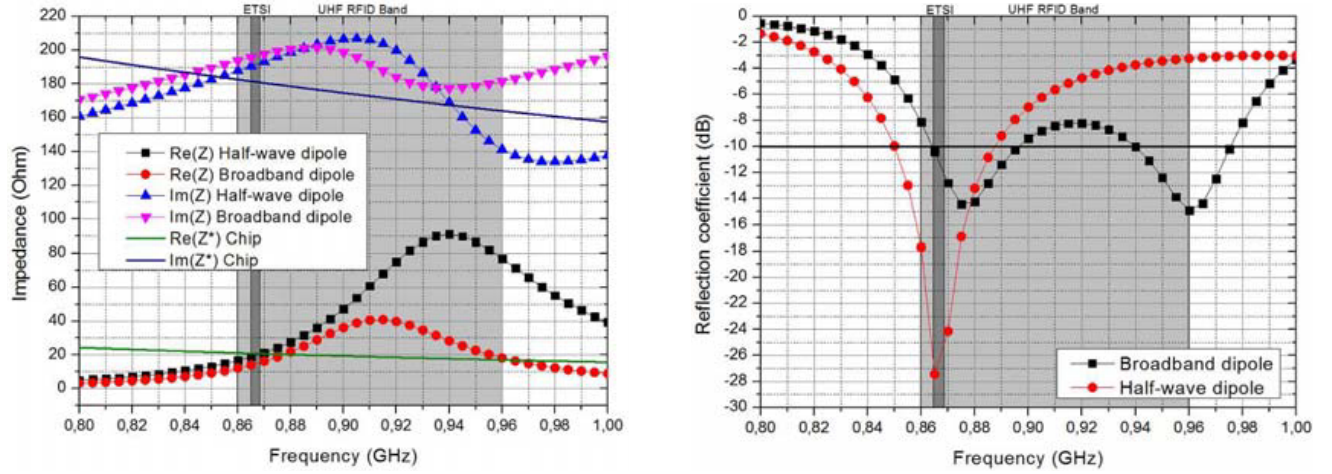 ETSI UHF RFID Band
220
200
180
160
140
120
100
80
60
40
20
0
Impedance (Ohm)
Re(Z) Half-wave dipole
Re(Z) Broadband dipole
Im(Z) Half-wave dipole
Im(Z) Broadband dipole
Re(Z*) Chip
Im(Z*) Chip
0,80 0,82 0,84 0,86 0,88 0,90 0,92 0,94 0,96 0,98 1,00
Frequency (GHz)
ETSI UHF RFID Band
0
-2
-4
-6
-8
-10
-12
-14
-16
-18
-20
-22
-24
-26
-28
-30
Reflection coefficient (dB)
Broadband dipole
Half-wave dipole
0,80 0,82 0,84 0,86 0,88 0,90 0,92 0,94 0,96 0,98 1,00
Frequency (GHz)